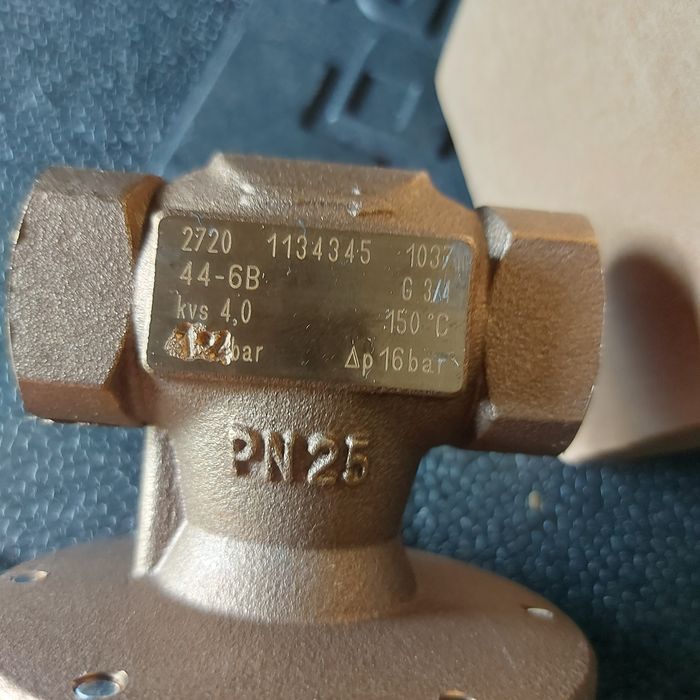 2720 1134345 1037
44-6B G 3/4
kvs 4,0 150 °C
bar Δp 16 bar
PN 25